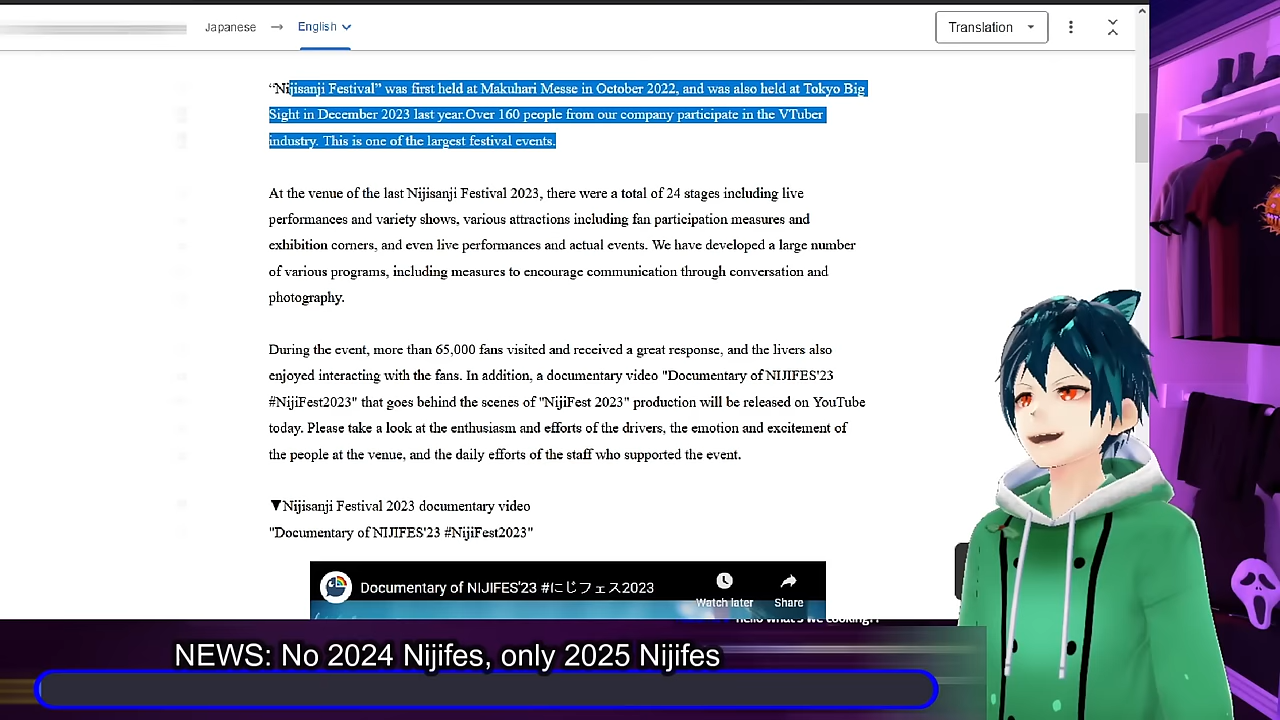 Japanese → English
Translation
“Nijisanji Festival” was first held at Makuhari Messe in October 2022, and was also held at Tokyo Big
Sight in December 2023 last year.Over 160 people from our company participate in the VTuber
industry. This is one of the largest festival events.
At the venue of the last Nijisanji Festival 2023, there were a total of 24 stages including live
performances and variety shows, various attractions including fan participation measures and
exhibition corners, and even live performances and actual events. We have developed a large number
of various programs, including measures to encourage communication through conversation and
photography.
During the event, more than 65,000 fans visited and received a great response, and the livers also
enjoyed interacting with the fans. In addition, a documentary video "Documentary of NIJIFES'23
#NijiFest2023" that goes behind the scenes of "NijiFest 2023" production will be released on YouTube
today. Please take a look at the enthusiasm and efforts of the drivers, the emotion and excitement of
the people at the venue, and the daily efforts of the staff who supported the event.
▼Nijisanji Festival 2023 documentary video
"Documentary of NIJIFES'23 #NijiFest2023"
Documentary of NIJIFES'23 #にじフェス2023
Watch later Share
hello what's we cooking??
NEWS: No 2024 Nijifes, only 2025 Nijifes